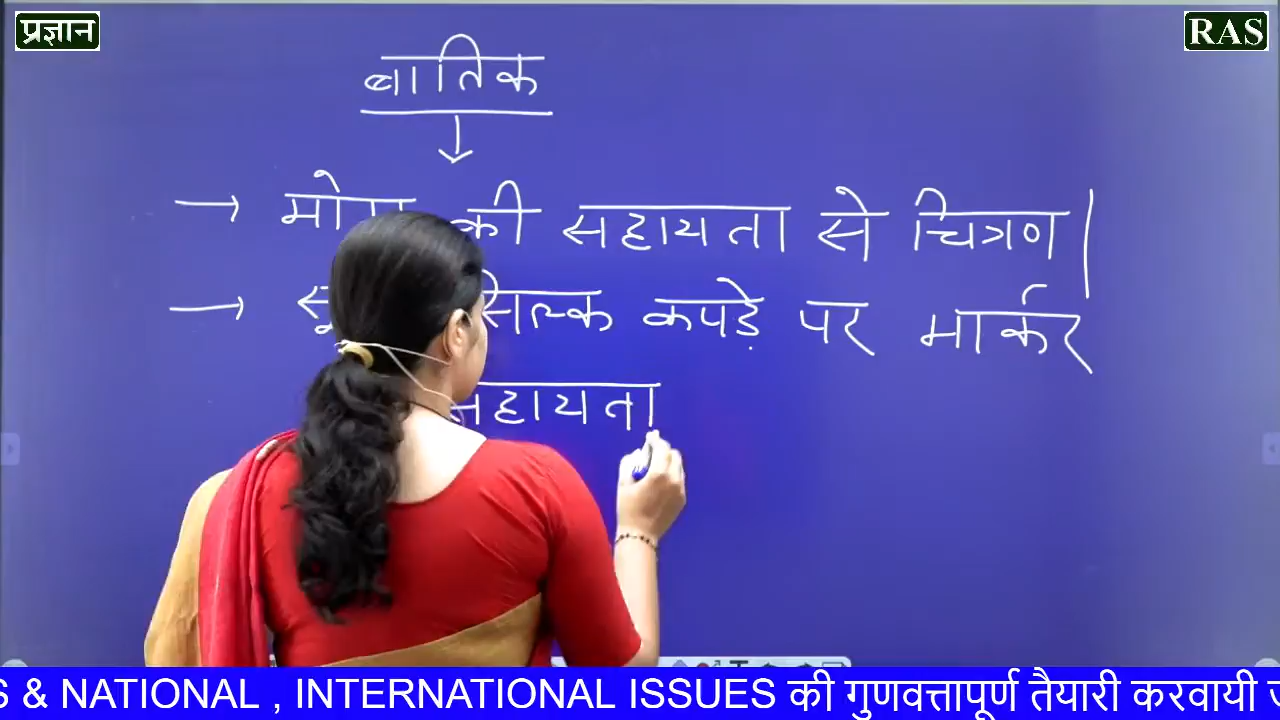 प्रज्ञान
RAS
बातिक
→ की सहायता से चित्रण|
→ सिल्क कपड़े पर मार्कर
सहायता
S & NATIONAL , INTERNATIONAL ISSUES की गुणवत्तापूर्ण तैयारी करवायी